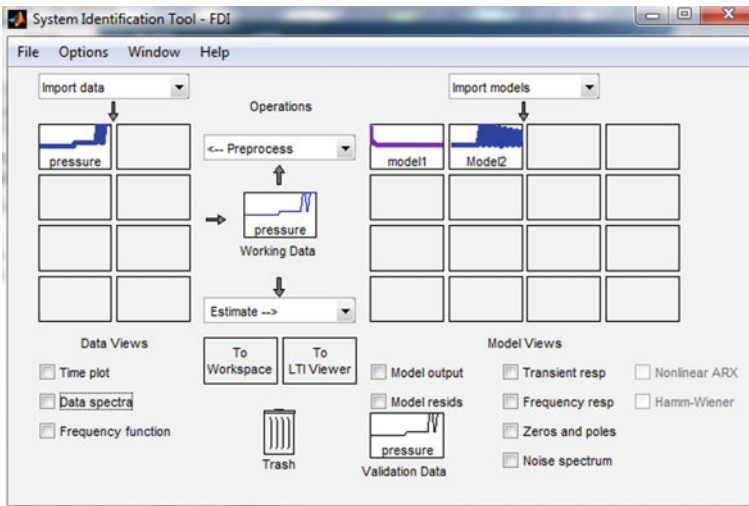 System Identification Tool - FDI
File Options Window Help
Import data
Operations
Import models
pressure
<-- Preprocess
model1
Model2
pressure
Working Data
Estimate -->
Data Views
To Workspace
To LTI Viewer
Model Views
Time plot
Data spectra
Frequency function
Trash
Model output
Model resids
pressure
Validation Data
Transient resp
Frequency resp
Zeros and poles
Noise spectrum
Nonlinear ARX
Hamm-Wiener